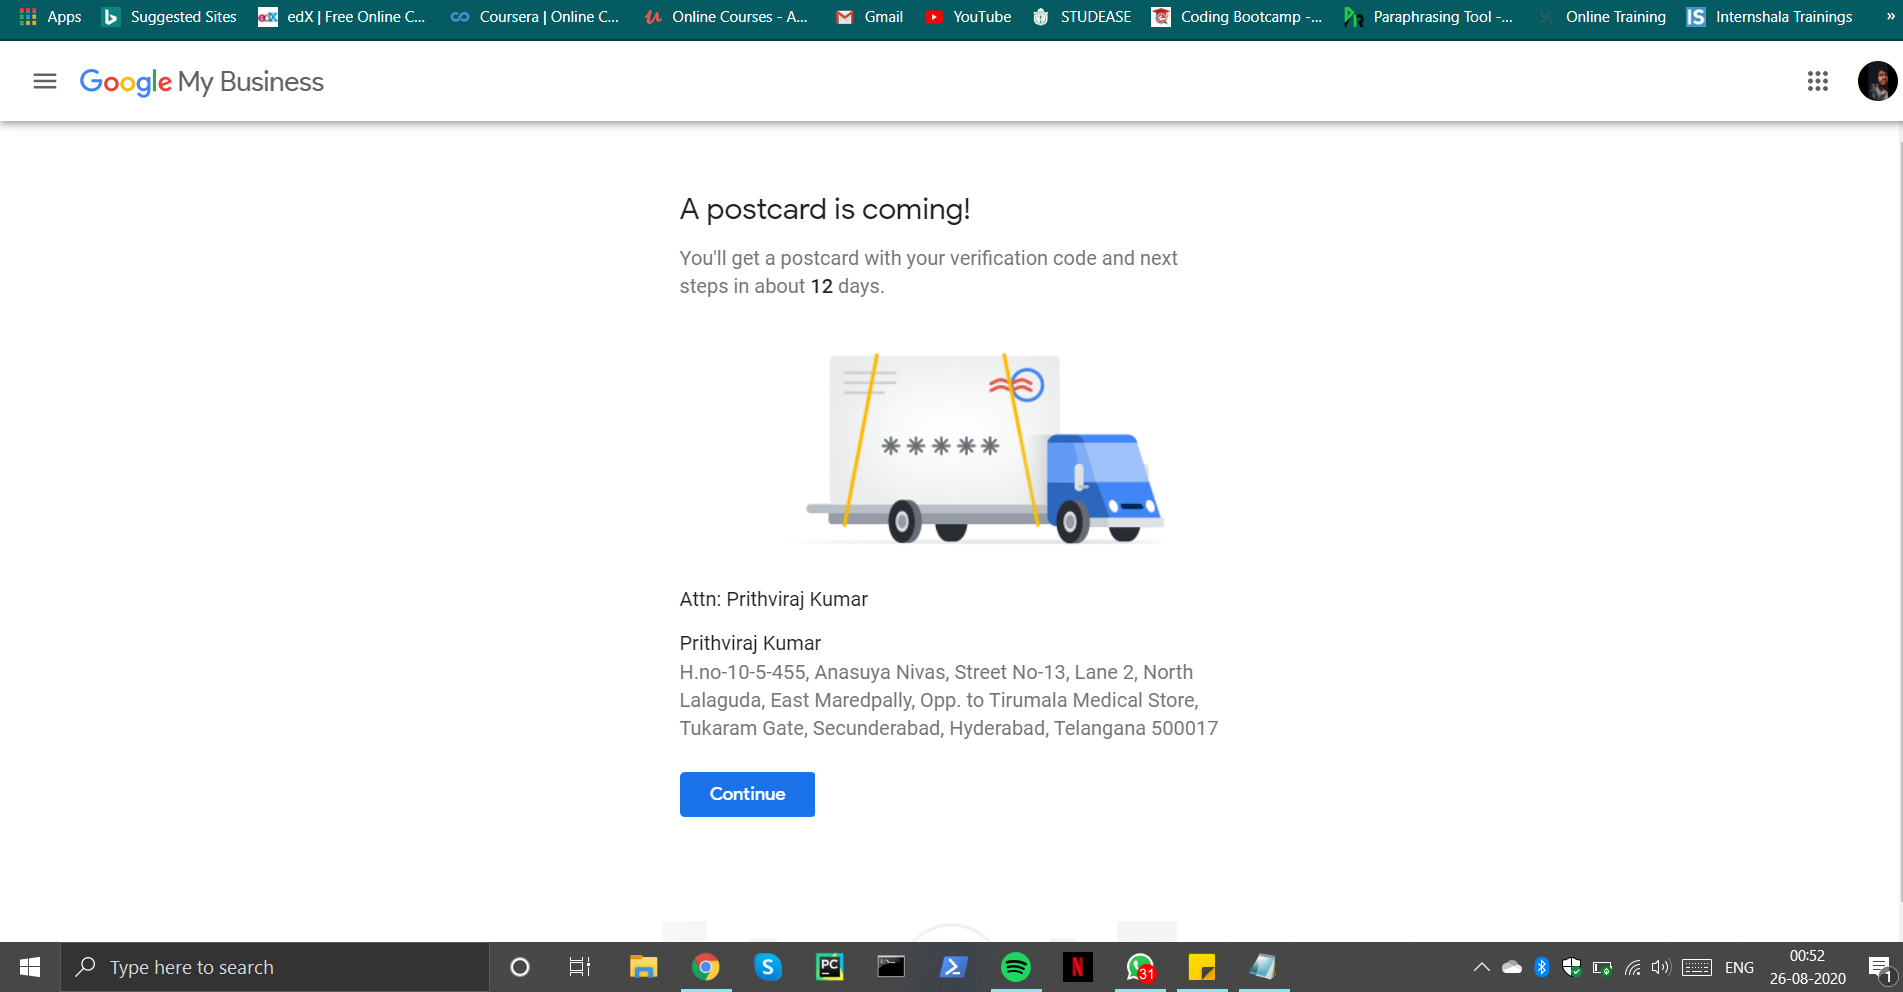 Apps Suggested Sites edX | Free Online C... Coursera | Online C... Online Courses - A... Gmail YouTube STUDEASE Coding Bootcamp -... Paraphrasing Tool -... Online Training Internshala Trainings »
Google My Business
A postcard is coming!
You'll get a postcard with your verification code and next
steps in about 12 days.
*****
Attn: Prithviraj Kumar
Prithviraj Kumar
H.no-10-5-455, Anasuya Nivas, Street No-13, Lane 2, North
Lalaguda, East Maredpally, Opp. to Tirumala Medical Store,
Tukaram Gate, Secunderabad, Hyderabad, Telangana 500017
Continue
Type here to search
PC
N
31
ENG
00:52
26-08-2020
1